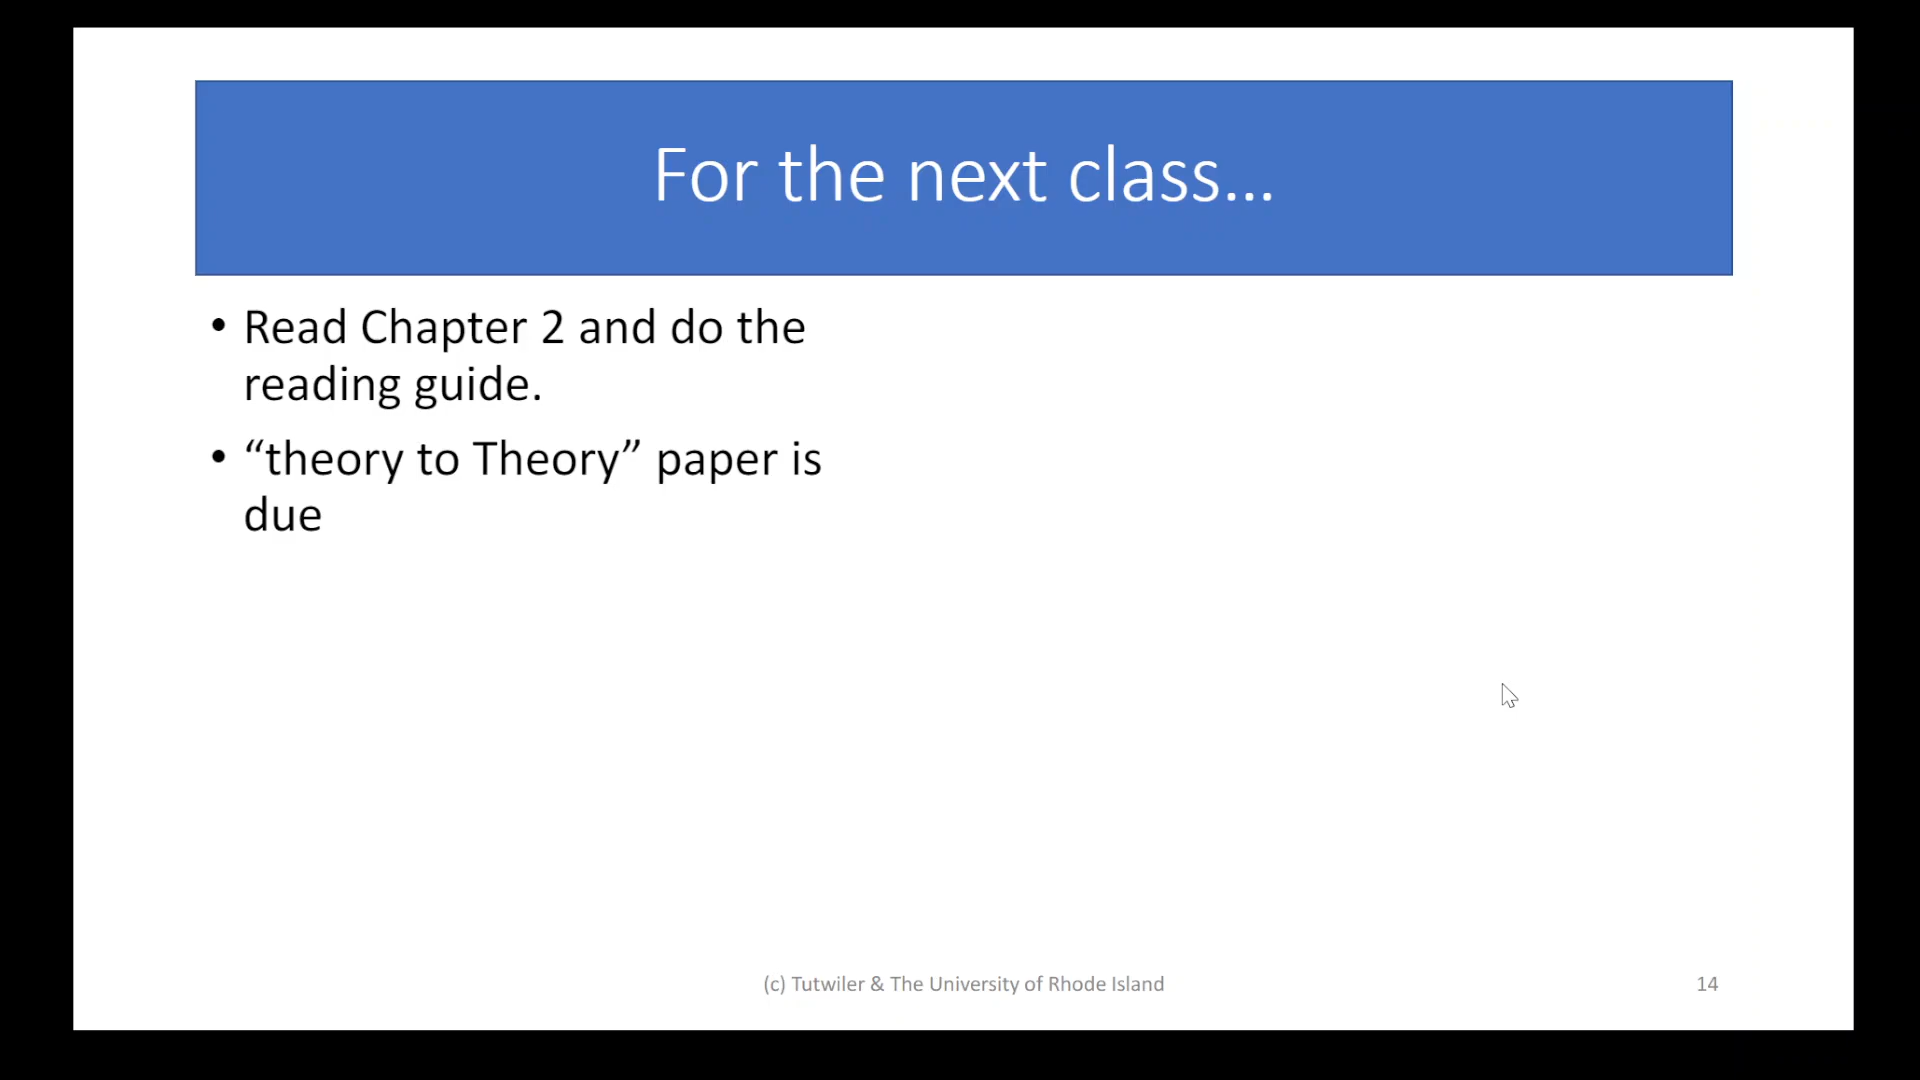 For the next class...
• Read Chapter 2 and do the
reading guide.
• “theory to Theory” paper is
due
(c) Tutwiler & The University of Rhode Island
14